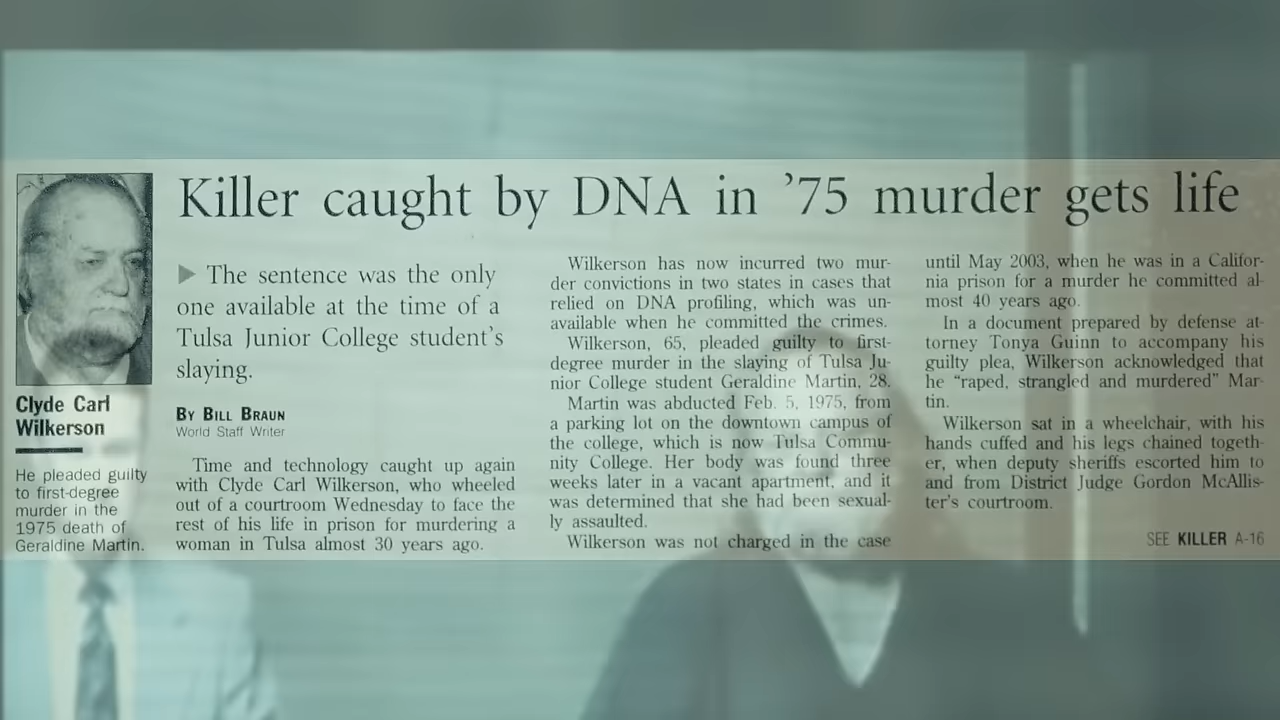 Killer caught by DNA in ’75 murder gets life
Clyde Carl
Wilkerson
He pleaded guilty
to first-degree
murder in the
1975 death of
Geraldine Martin.
▶ The sentence was the only
one available at the time of a
Tulsa Junior College student’s
slaying.
BY BILL BRAUN
World Staff Writer
Time and technology caught up again
with Clyde Carl Wilkerson, who wheeled
out of a courtroom Wednesday to face the
rest of his life in prison for murdering a
woman in Tulsa almost 30 years ago.
Wilkerson has now incurred two mur-
der convictions in two states in cases that
relied on DNA profiling, which was un-
available when he committed the crimes.
Wilkerson, 65, pleaded guilty to first-
degree murder in the slaying of Tulsa Ju-
nior College student Geraldine Martin, 28.
Martin was abducted Feb. 5, 1975, from
a parking lot on the downtown campus of
the college, which is now Tulsa Commu-
nity College. Her body was found three
weeks later in a vacant apartment, and it
was determined that she had been sexual-
ly assaulted.
Wilkerson was not charged in the case
until May 2003, when he was in a Califor-
nia prison for a murder he committed al-
most 40 years ago.
In a document prepared by defense at-
torney Tonya Guinn to accompany his
guilty plea, Wilkerson acknowledged that
he “raped, strangled and murdered” Mar-
tin.
Wilkerson sat in a wheelchair, with his
hands cuffed and his legs chained togeth-
er, when deputy sheriffs escorted him to
and from District Judge Gordon McAllis-
ter’s courtroom.
SEE KILLER A-16